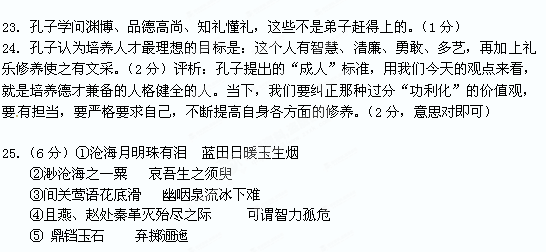 23. 孔子学问渊博、品德高尚、知礼懂礼，这些不是弟子赶得上的。（1 分）
24. 孔子认为培养人才最理想的目标是：这个人有智慧、清廉、勇敢、多艺，再加上礼
乐修养使之有文采。（2 分）评析：孔子提出的“成人”标准，用我们今天的观点来看，
就是培养德才兼备的人格健全的人。当下，我们要纠正那种过分“功利化”的价值观，
要有担当，要严格要求自己，不断提高自身各方面的修养。（2 分，意思对即可）
25.（6 分）①沧海月明珠有泪 蓝田日暖玉生烟
②渺沧海之一粟 哀吾生之须臾
③间关莺语花底滑 幽咽泉流冰下难
④且燕、赵处秦革灭殆尽之际 可谓智力孤危
⑤ 鼎铛玉石 弃掷逦迤